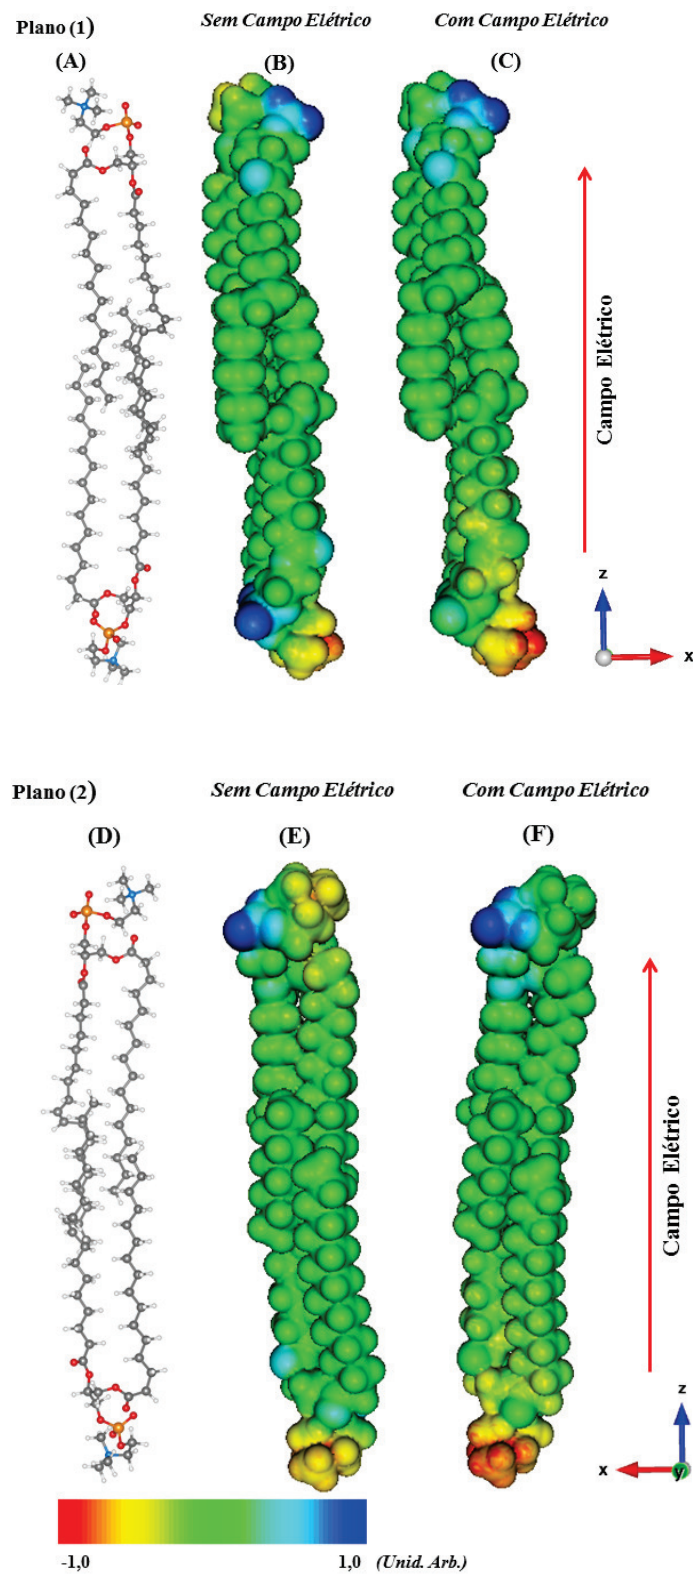 Plano (1)
Sem Campo Elétrico
Com Campo Elétrico
(A)
(B)
(C)
Campo Elétrico
z
x
Plano (2)
Sem Campo Elétrico
Com Campo Elétrico
(D)
(E)
(F)
Campo Elétrico
z
x
y
-1,0
1,0
(Unid. Arb.)